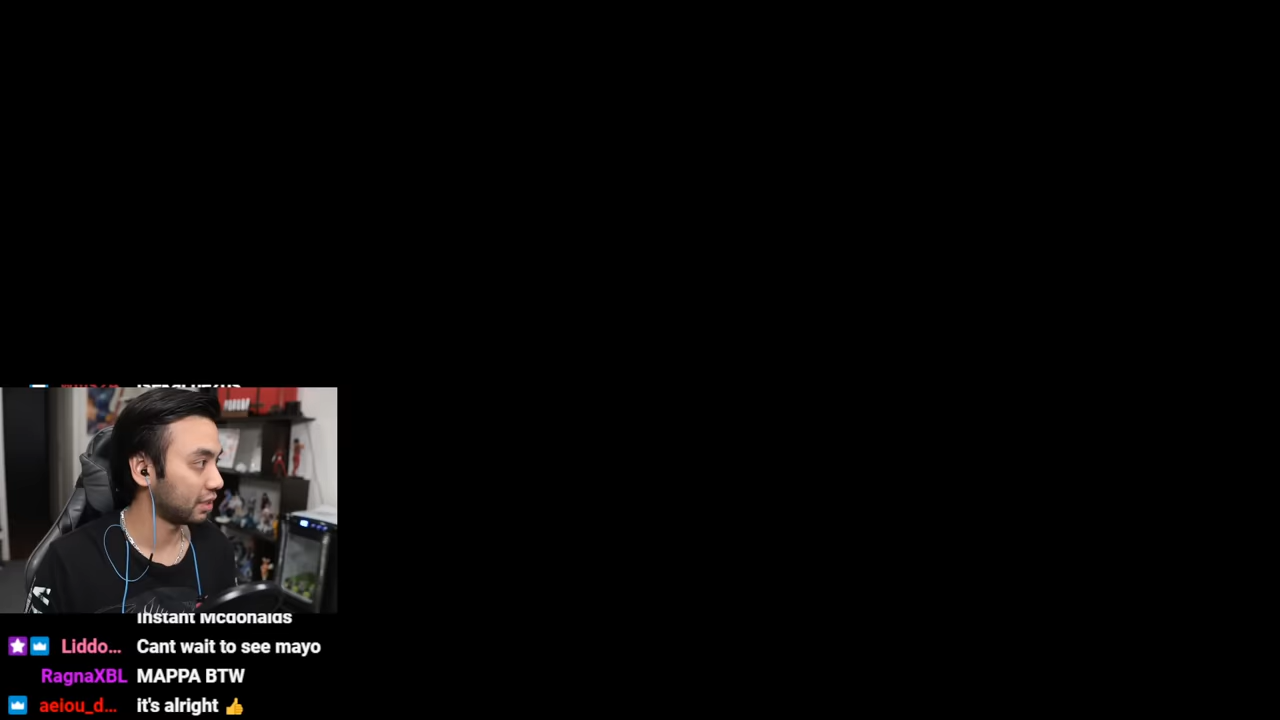 Instant Mcdonalds
Liddo... Cant wait to see mayo
RagnaXBL MAPPA BTW
aeiou_d... it's alright 👍